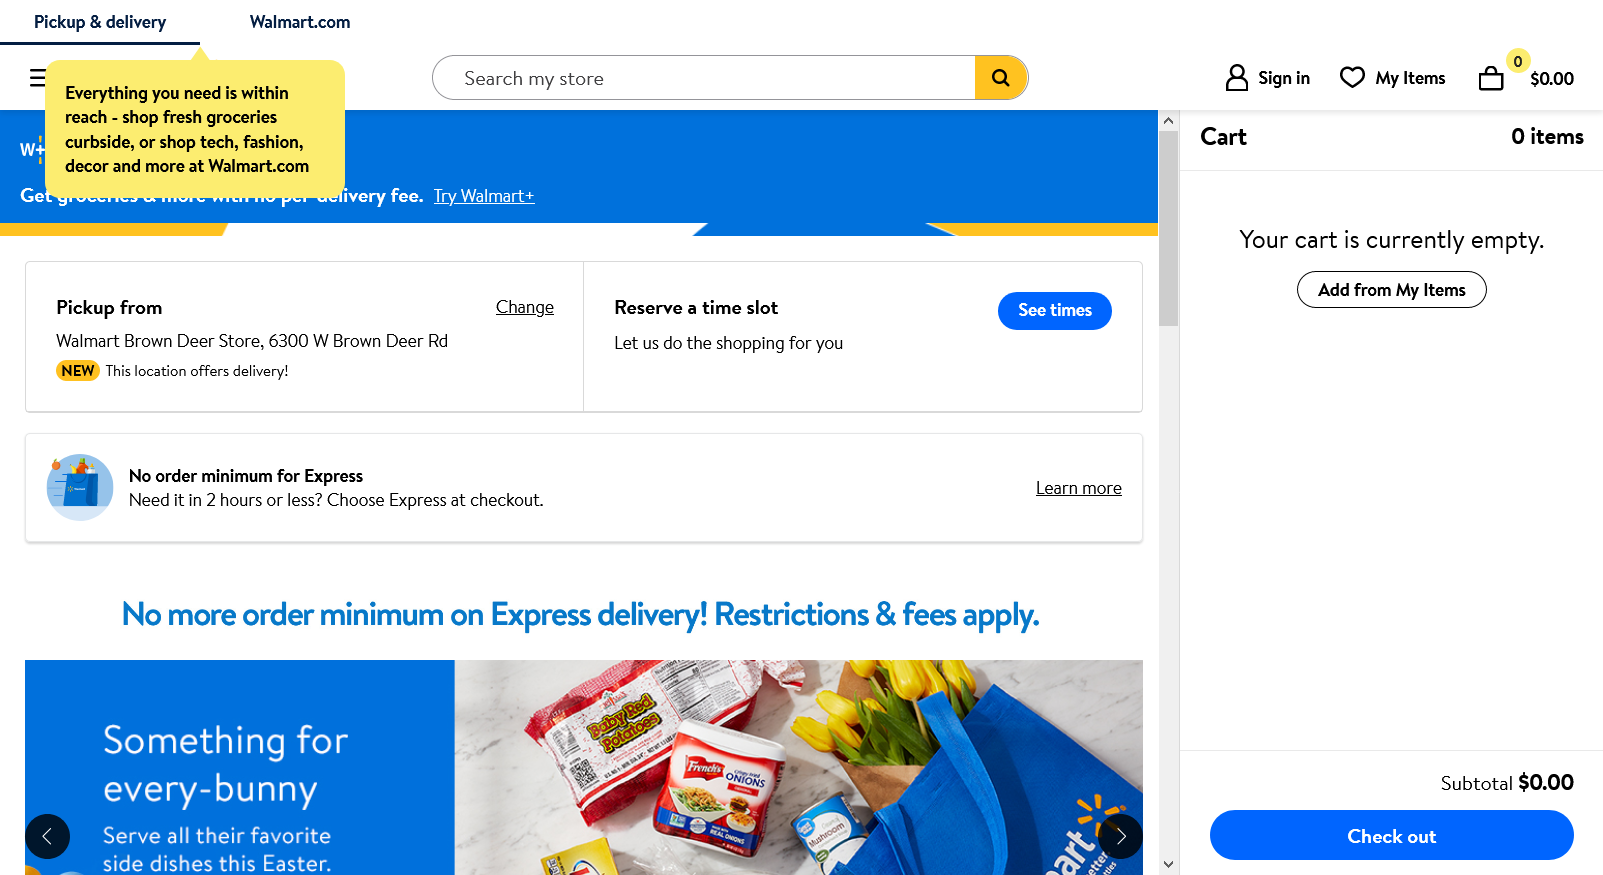 Pickup & delivery
Walmart.com
Everything you need is within
reach - shop fresh groceries
curbside, or shop tech, fashion,
decor and more at Walmart.com
Search my store
Sign in
My Items
0
$0.00
W+
Get groceries & more with no per-delivery fee. Try Walmart+
Pickup from
Change
Walmart Brown Deer Store, 6300 W Brown Deer Rd
NEW This location offers delivery!
Reserve a time slot
See times
Let us do the shopping for you
No order minimum for Express
Need it in 2 hours or less? Choose Express at checkout.
Learn more
No more order minimum on Express delivery! Restrictions & fees apply.
Something for
every-bunny
Serve all their favorite
side dishes this Easter.
Baby Red
Potatoes
French's
Crispy Fried
ONIONS
REAL ONIONS
Mushroom
mart
Cart
0 items
Your cart is currently empty.
Add from My Items
Subtotal $0.00
Check out